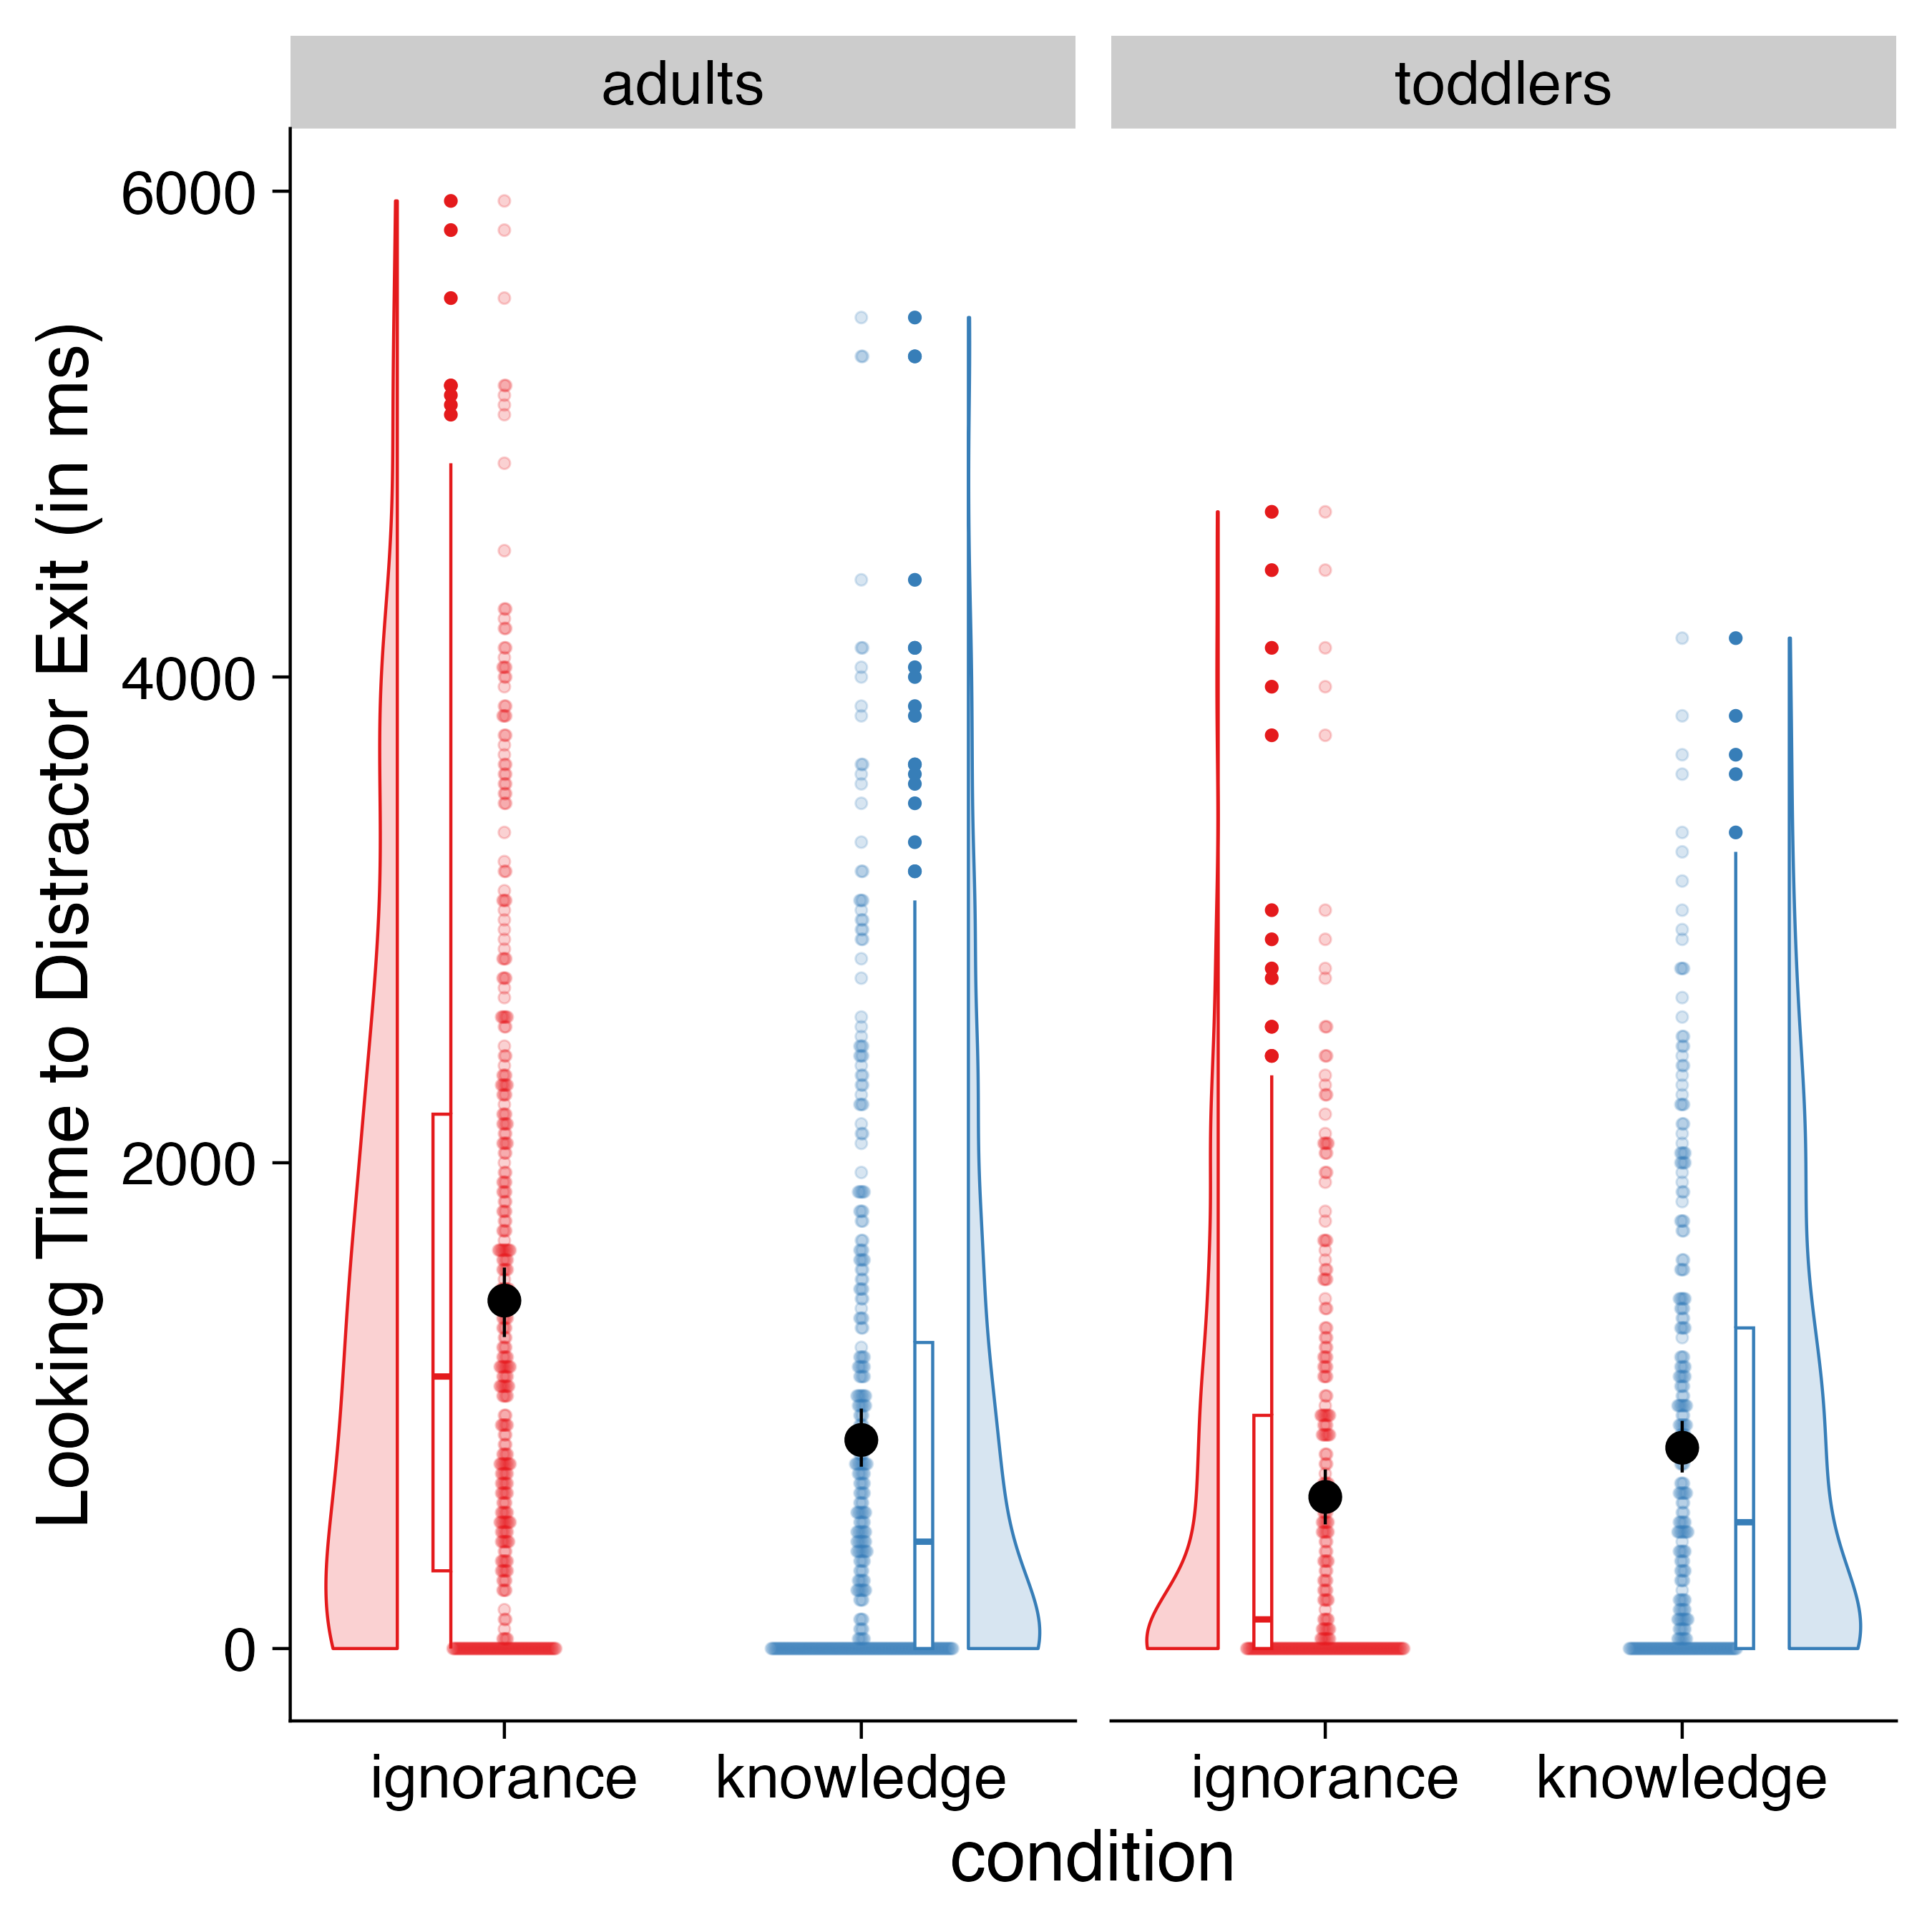 adults
toddlers
Looking Time to Distractor Exit (in ms)
6000
4000
2000
0
ignorance
knowledge
ignorance
knowledge
condition